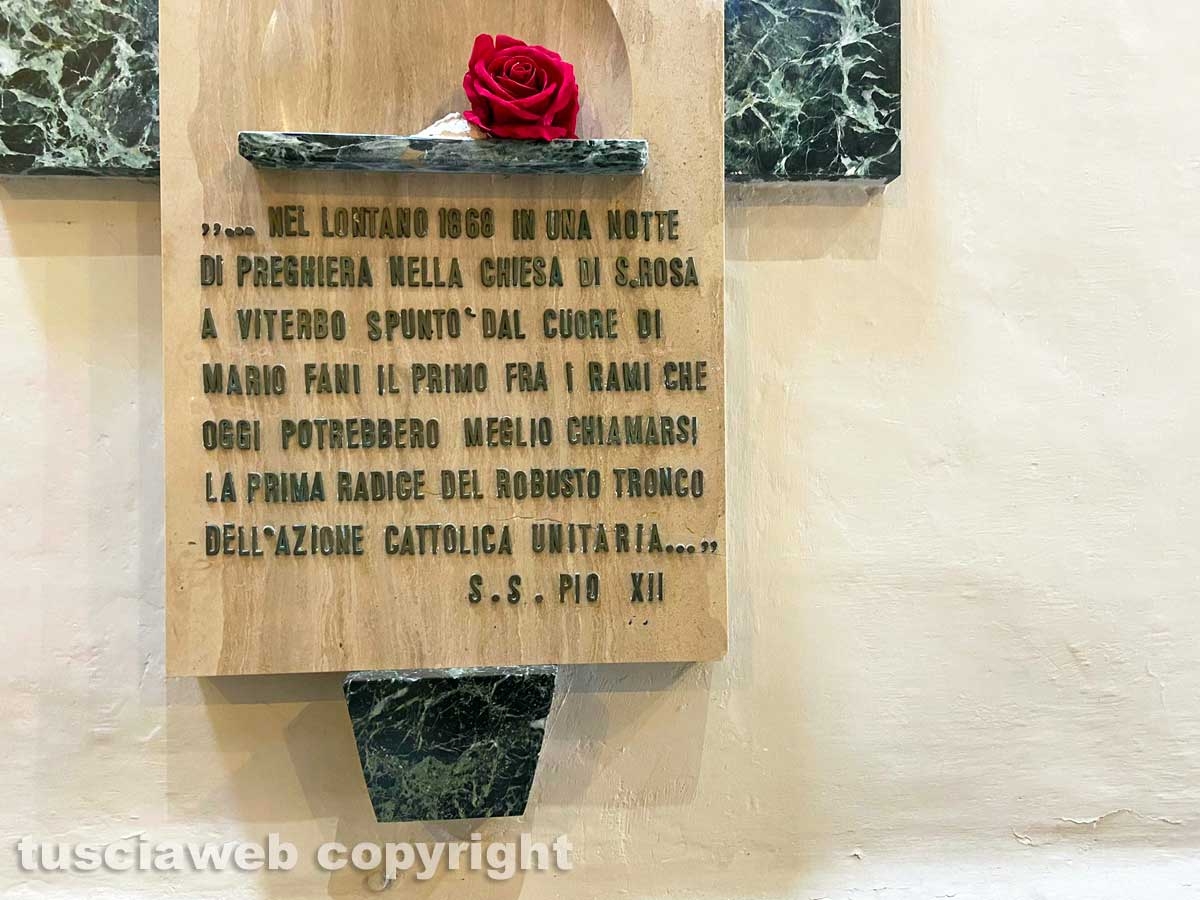 ,,.... NEL LONTANO 1868 IN UNA NOTTE
DI PREGHIERA NELLA CHIESA DI S.ROSA
A VITERBO SPUNTO' DAL CUORE DI
MARIO FANI IL PRIMO FRA I RAMI CHE
OGGI POTREBBERO MEGLIO CHIAMARSI
LA PRIMA RADICE DEL ROBUSTO TRONCO
DELL'AZIONE CATTOLICA UNITARIA....,,
S.S. PIO XII
tusciaweb copyright